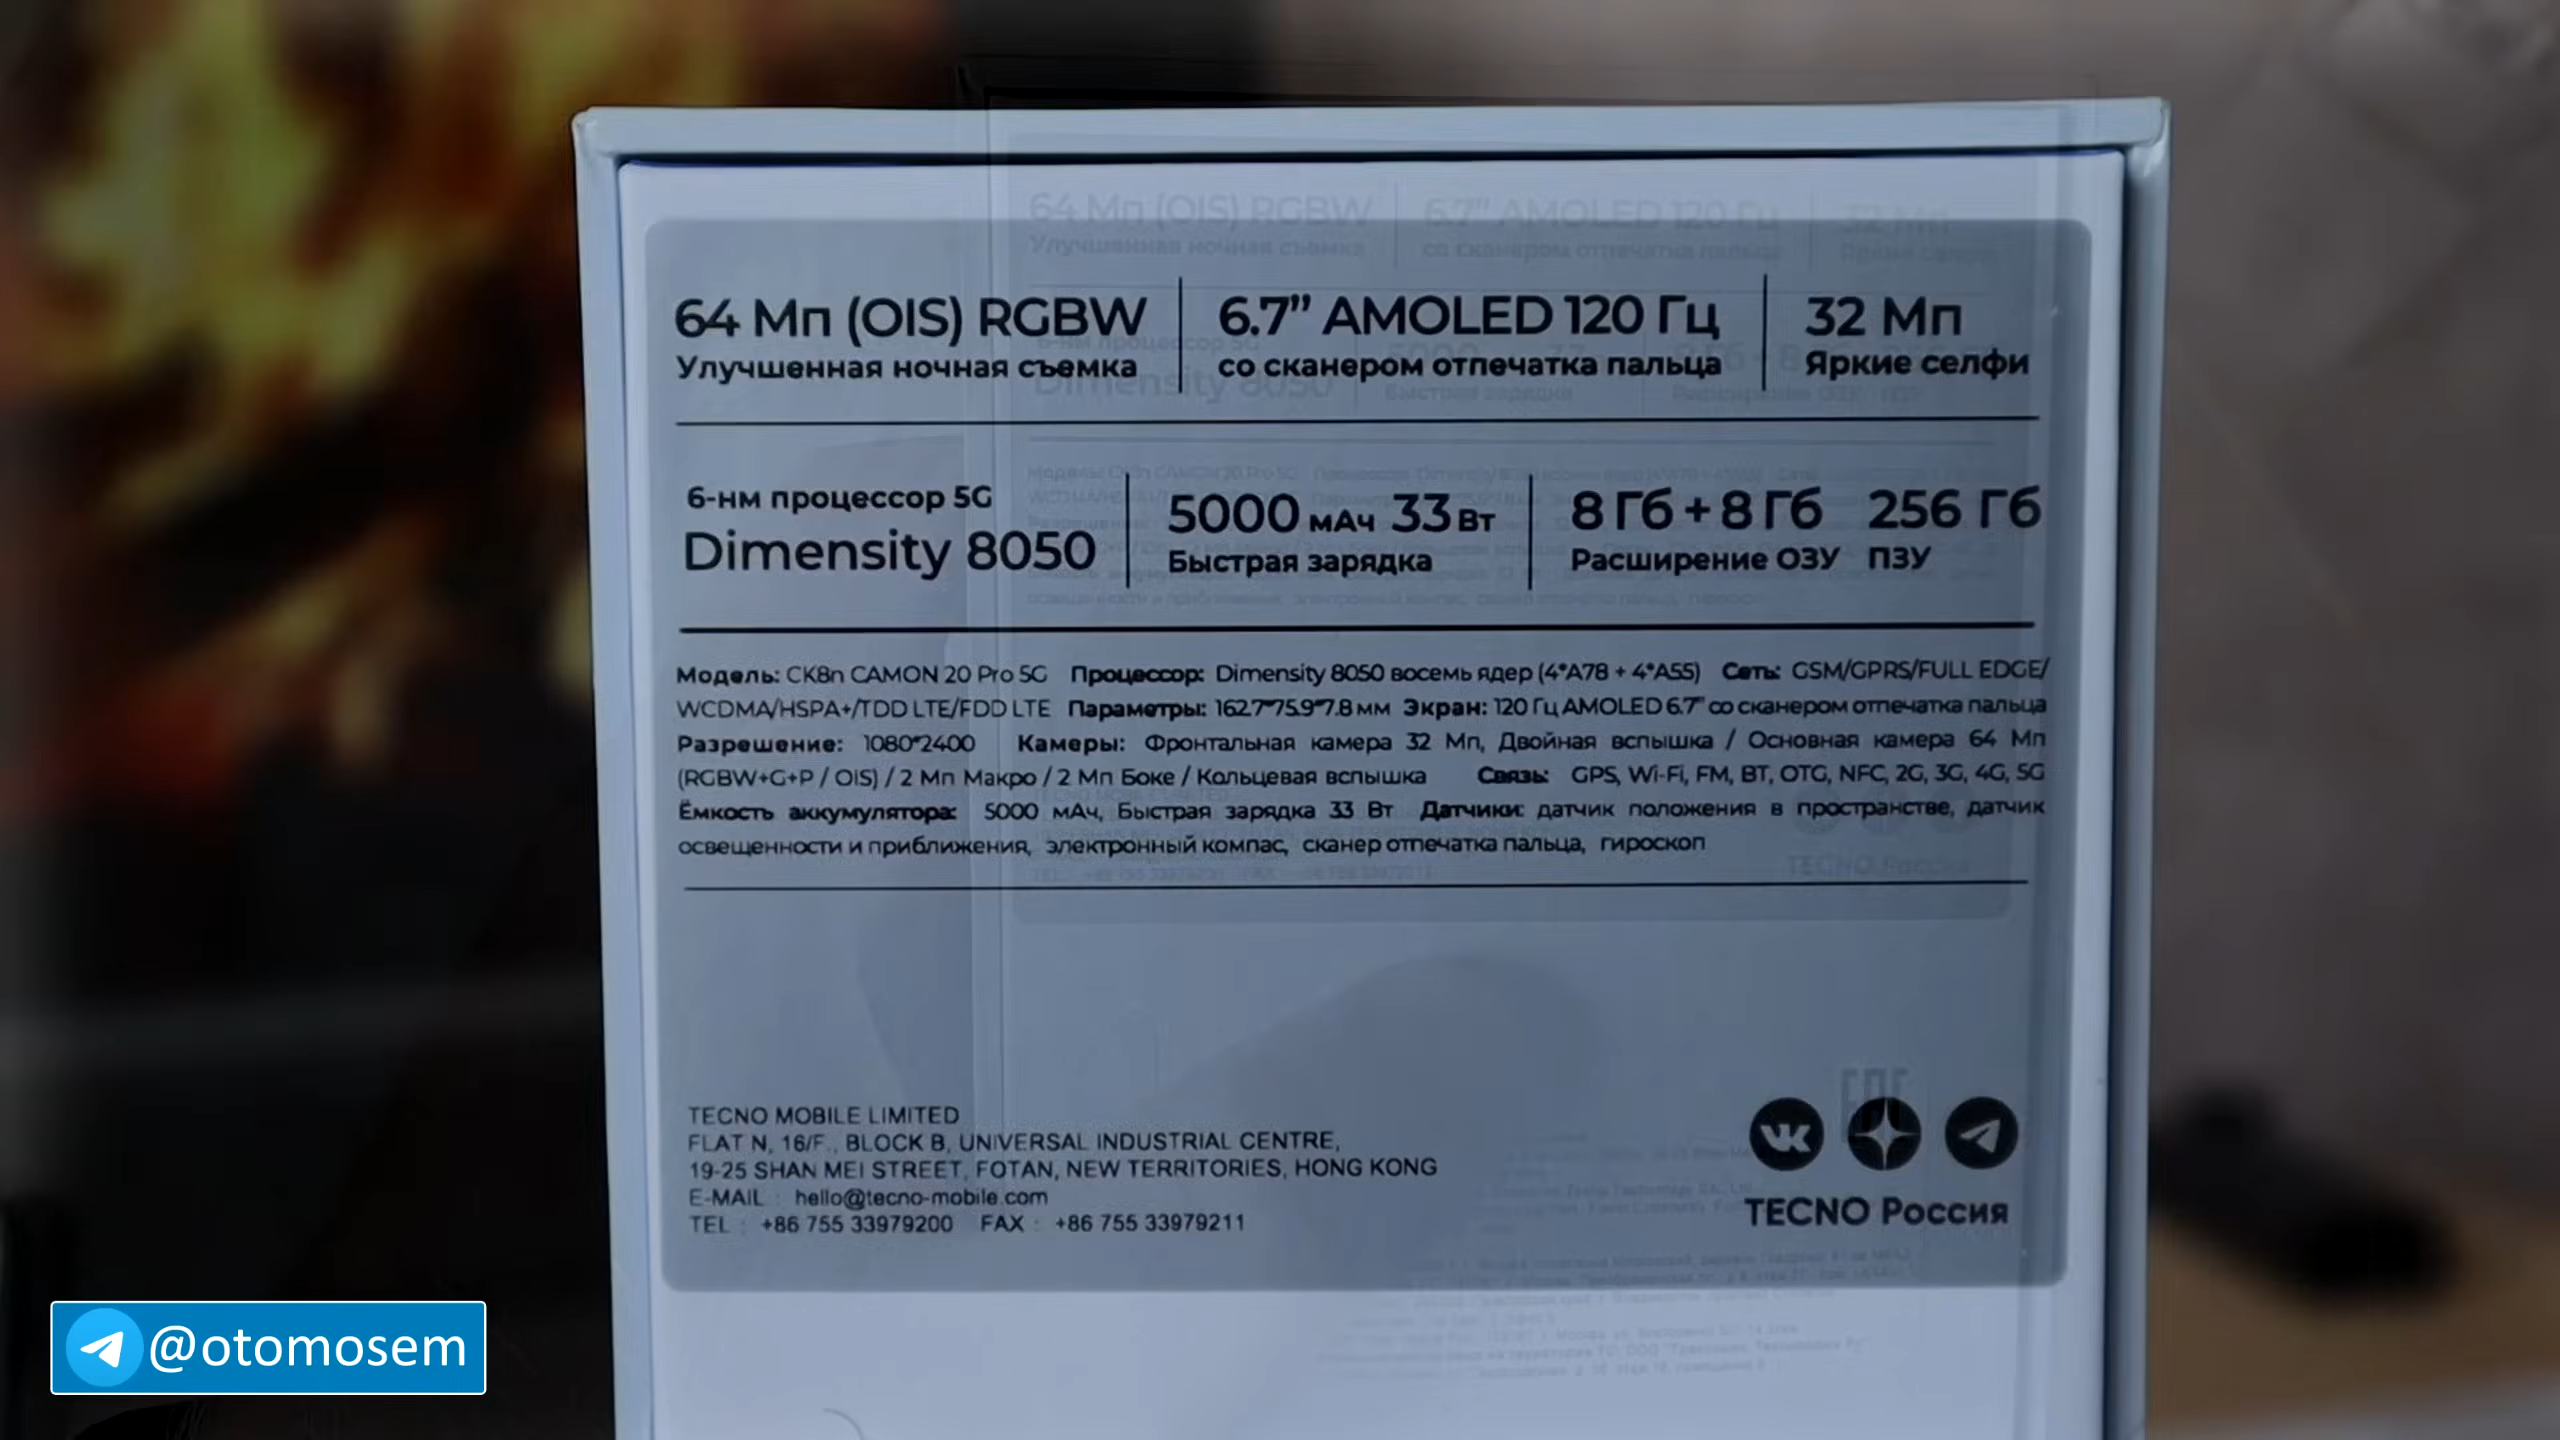 64 Мп (OIS) RGBW
Улучшенная ночная съемка
6.7” AMOLED 120 Гц
со сканером отпечатка пальца
32 Мп
Яркие селфи
6-нм процессор 5G
Dimensity 8050
5000 мАч 33 Вт
Быстрая зарядка
8 Гб + 8 Гб 256 Гб
Расширение ОЗУ ПЗУ
Модель: CK8n CAMON 20 Pro 5G Процессор: Dimensity 8050 восемь ядер (4*A78 + 4*A55) Сеть: GSM/GPRS/FULL EDGE/
WCDMA/HSPA+/TDD LTE/FDD LTE Параметры: 162.7*75.9*7.8 мм Экран: 120 Гц AMOLED 6.7” со сканером отпечатка пальца
Разрешение: 1080*2400 Камеры: Фронтальная камера 32 Мп, Двойная вспышка / Основная камера 64 Мп
(RGBW+G+P / OIS) / 2 Мп Макро / 2 Мп Боке / Кольцевая вспышка Связь: GPS, Wi-Fi, FM, BT, OTG, NFC, 2G, 3G, 4G, 5G
Ёмкость аккумулятора: 5000 мАч, Быстрая зарядка 33 Вт Датчики: датчик положения в пространстве, датчик
освещенности и приближения, электронный компас, сканер отпечатка пальца, гироскоп
TECNO MOBILE LIMITED
FLAT N, 16/F., BLOCK B, UNIVERSAL INDUSTRIAL CENTRE,
19-25 SHAN MEI STREET, FOTAN, NEW TERRITORIES, HONG KONG
E-MAIL : hello@tecno-mobile.com
TEL : +86 755 33979200 FAX : +86 755 33979211
TECNO Россия
@otomosem